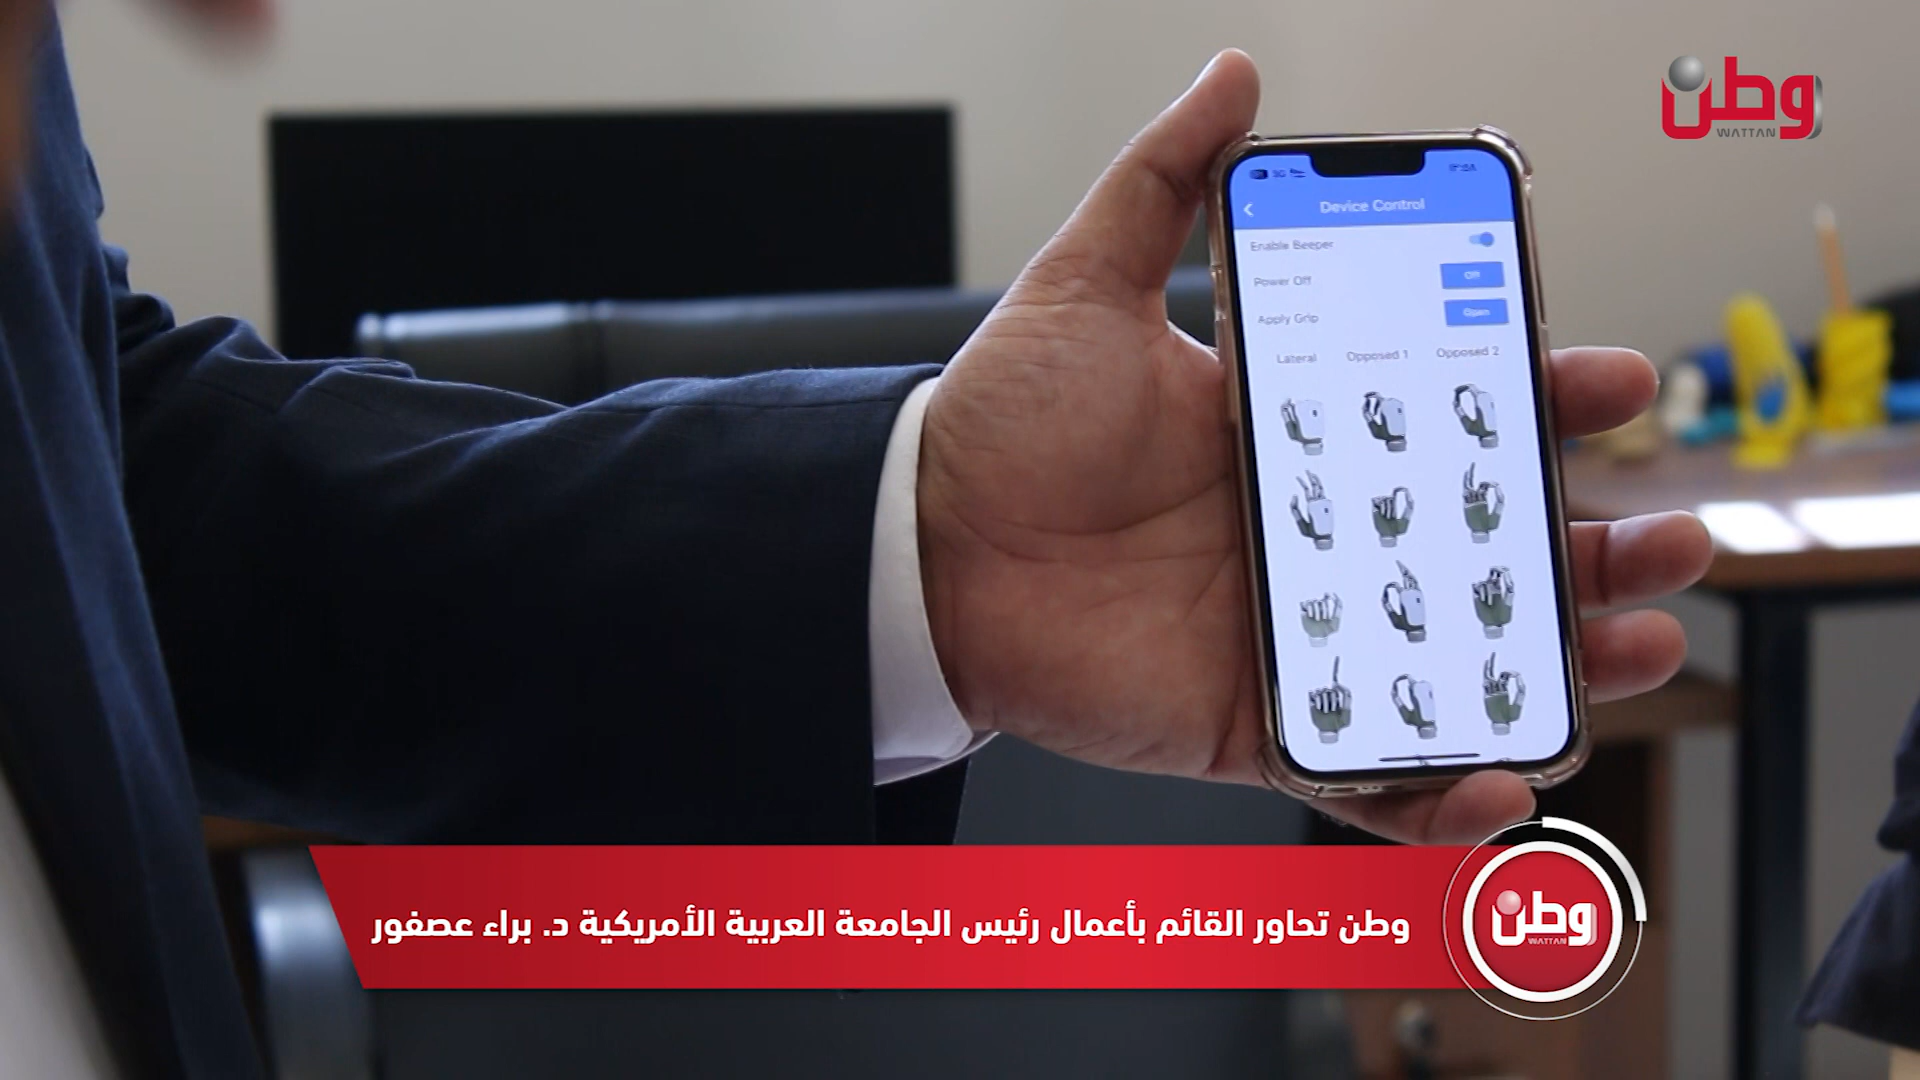 وطن
WATTAN
5G
Device Control
Enable Beeper
Power Off
Off
Apply Grip
Open
Lateral
Opposed 1
Opposed 2
وطن تحاور القائم بأعمال رئيس الجامعة العربية الأمريكية د. براء عصفور
وطن
WATTAN